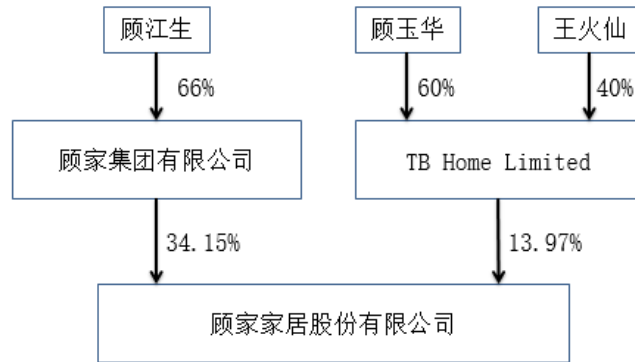 顾江生
顾玉华
王火仙
66%
60%
40%
顾家集团有限公司
TB Home Limited
34.15%
13.97%
顾家家居股份有限公司